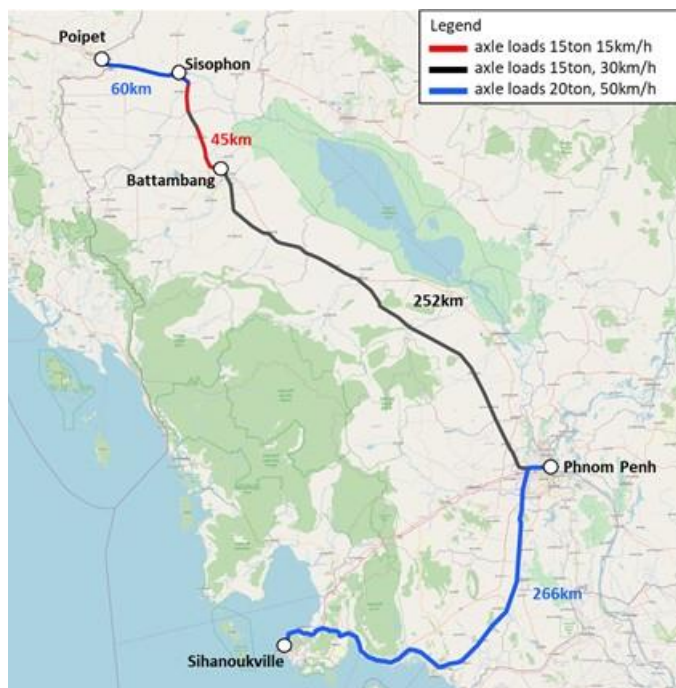 Legend
axle loads 15ton 15km/h
axle loads 15ton, 30km/h
axle loads 20ton, 50km/h
Poipet
Sisophon
60km
45km
Battambang
252km
Phnom Penh
266km
Sihanoukville